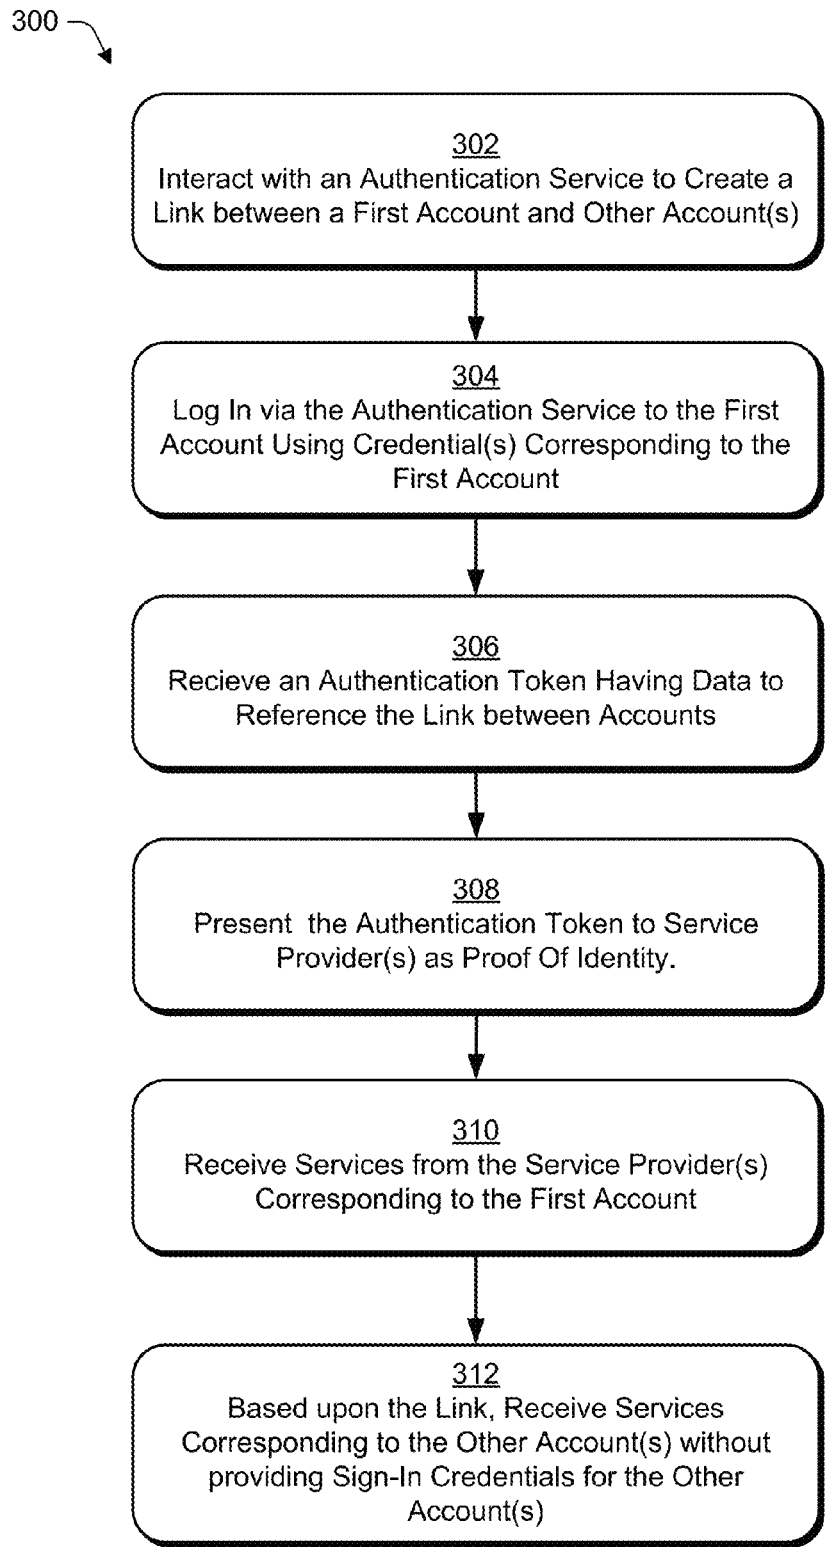 300
302
Interact with an Authentication Service to Create a
Link between a First Account and Other Account(s)
304
Log In via the Authentication Service to the First
Account Using Credential(s) Corresponding to the
First Account
306
Recieve an Authentication Token Having Data to
Reference the Link between Accounts
308
Present  the Authentication Token to Service
Provider(s) as Proof Of Identity.
310
Receive Services from the Service Provider(s)
Corresponding to the First Account
312
Based upon the Link, Receive Services
Corresponding to the Other Account(s) without
providing Sign-In Credentials for the Other
Account(s)